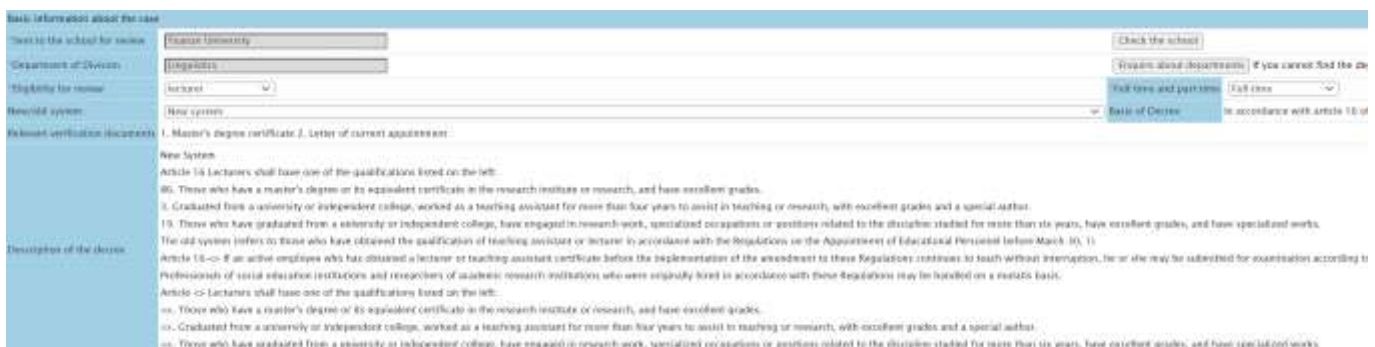 Basic information about the case
*Sent to the school for review
Yuanze University
Check the school
*Department of Division
Linguistics
Enquire about departments If you cannot find the de
*Eligibility for review
lecturer
Full time and part time
Full time
New/old system
New system
Basis of Decree
In accordance with article 16 of
Relevant verification documents
1. Master's degree certificate 2. Letter of current appointment
Description of the decree
New System
Article 16 Lecturers shall have one of the qualifications listed on the left:
Those who have a master's degree or its equivalent certificate in the research institute or research, and have excellent grades.
Graduated from a university or independent college, worked as a teaching assistant for more than four years to assist in teaching or research, with excellent grades and a special author.
Those who have graduated from a university or independent college, have engaged in research work, specialized occupations or positions related to the discipline studied for more than six years, have excellent grades, and have specialized works.
The old system (refers to those who have obtained the qualification of teaching assistant or lecturer in accordance with the Regulations on the Appointment of Educational Personnel before March
Article 16-<> If an active employee who has obtained a lecturer or teaching assistant certificate before the implementation of the amendment to these Regulations continues to teach without interruption, he or she may be submitted for examination according to
Professionals of social education institutions and researchers of academic research institutions who were originally hired in accordance with these Regulations may be handled on a mutatis basis.
Article <> Lecturers shall have one of the qualifications listed on the left:
<>. Those who have a master's degree or its equivalent certificate in the research institute or research, and have excellent grades.
<>. Graduated from a university or independent college, worked as a teaching assistant for more than four years to assist in teaching or research, with excellent grades and a special author.
<>. Those who have graduated from a university or independent college, have engaged in research work, specialized occupations or positions related to the discipline studied for more than six years, have excellent grades, and have specialized works.